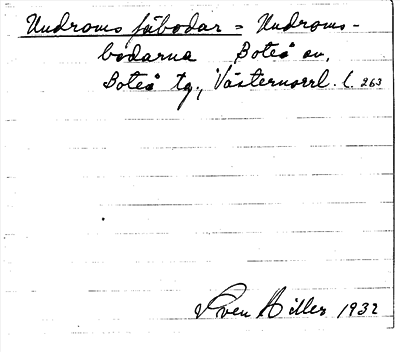 Undroms fäbodar = Undroms-
bodarna Boteå sn,
Boteå tg., Västernorrl. l. 263
Sven Hiller 1932